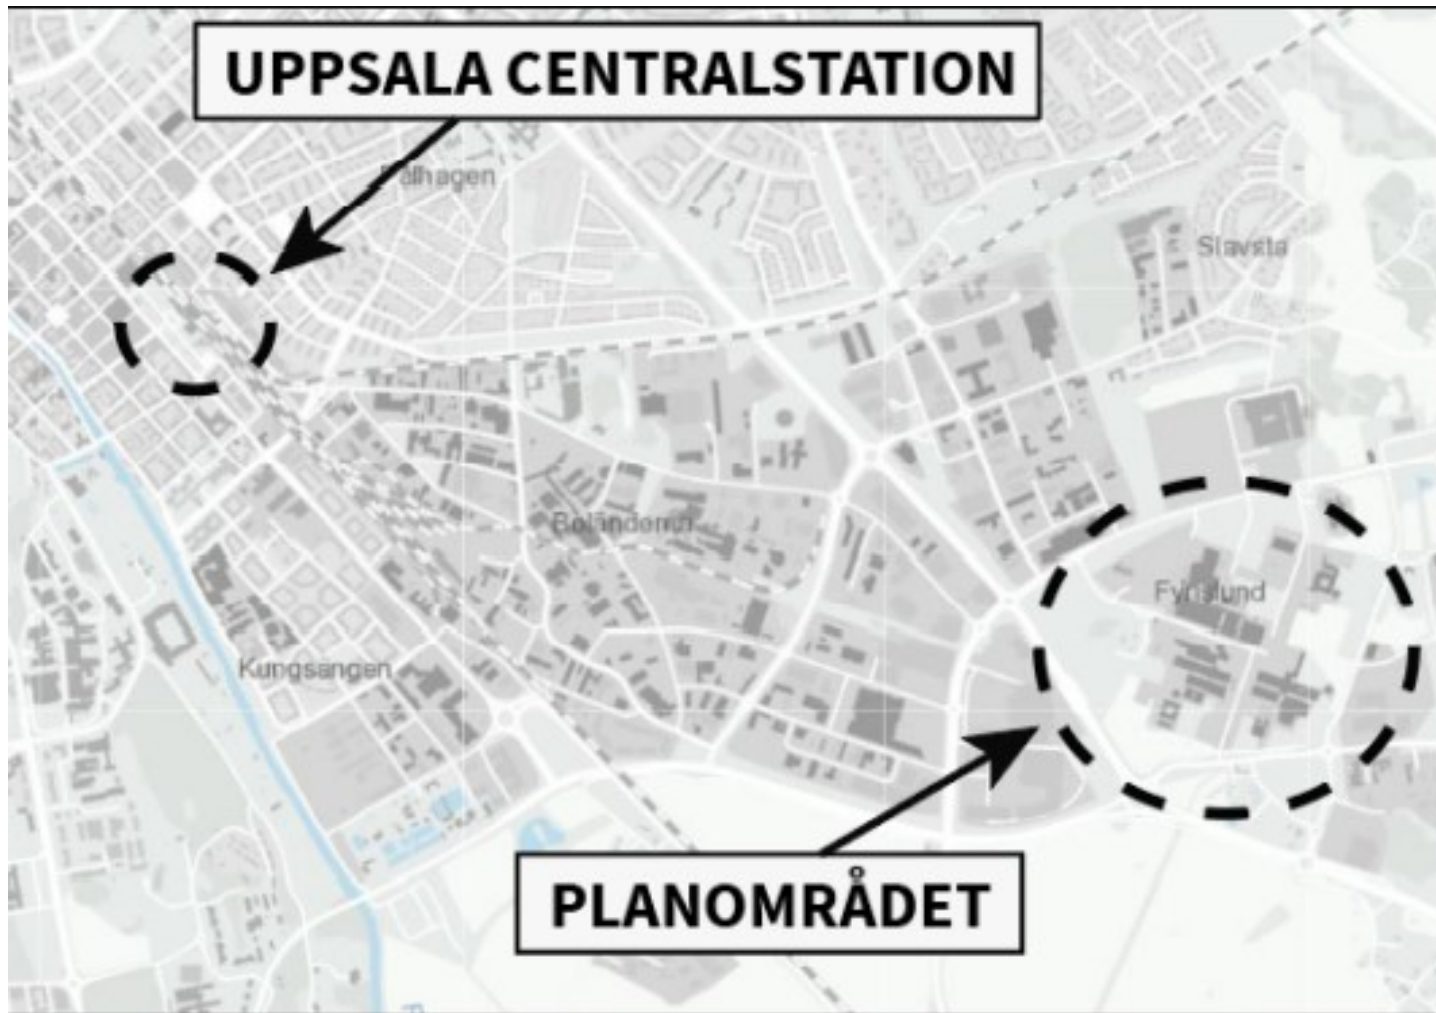 UPPSALA CENTRALSTATION
Fålhagen
Slavsta
Boländerna
Fyrislund
Kungsängen
PLANOMRÅDET